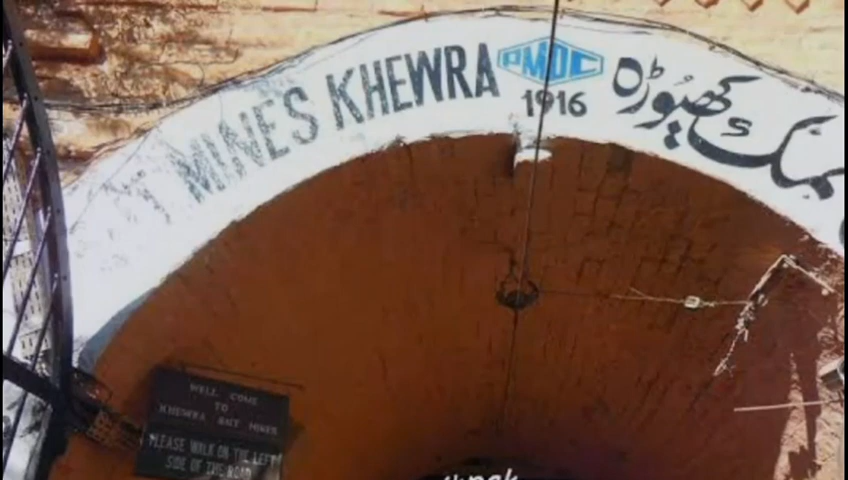 T MINES KHEWRA PMDC کھیوڑہ
1916
WELL COME
TO
KHEWRA SALT MINES
PLEASE WALK ON THE LEFT
SIDE OF THE ROAD